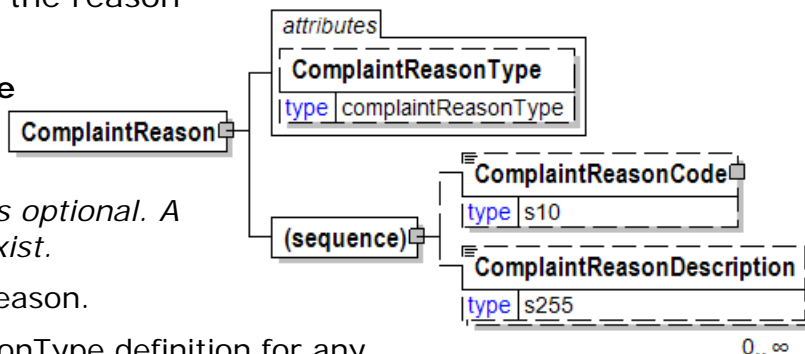 the reason
attributes
ComplaintReasonType
type complaintReasonType
e
ComplaintReason
ComplaintReasonCode
type s10
s optional. A
(sequence)
xist.
ComplaintReasonDescription
eason.
type s255
onType definition for any
0..∞